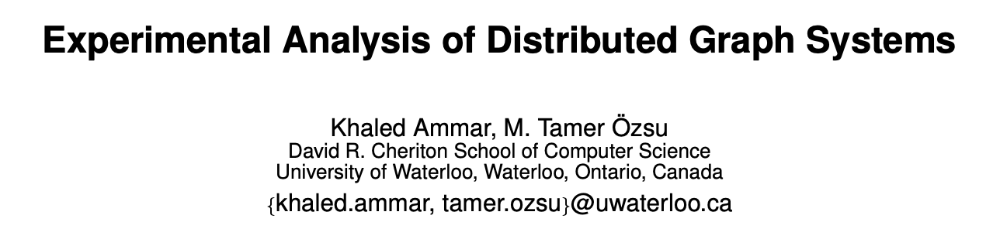 Experimental Analysis of Distributed Graph Systems
Khaled Ammar, M. Tamer Özsu
David R. Cheriton School of Computer Science
University of Waterloo, Waterloo, Ontario, Canada
{khaled.ammar, tamer.ozsu}@uwaterloo.ca